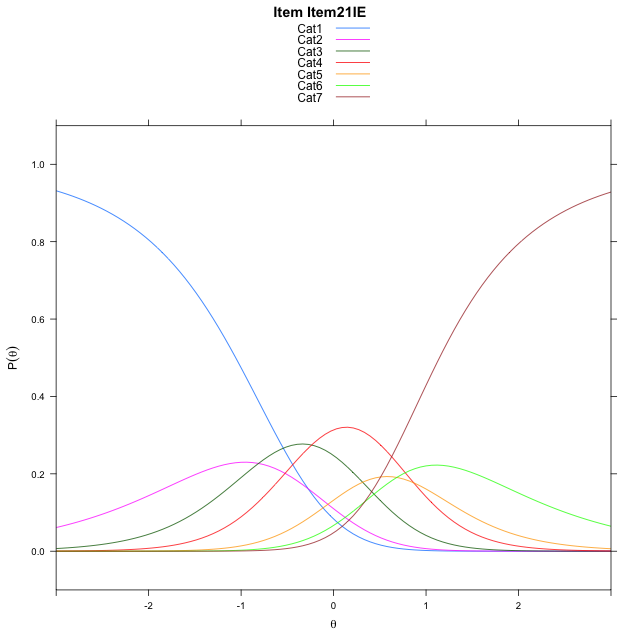 Item Item21IE
Cat1
Cat2
Cat3
Cat4
Cat5
Cat6
Cat7
1.0
0.8
0.6
0.4
0.2
0.0
P(θ)
-2 -1 0 1 2
θ